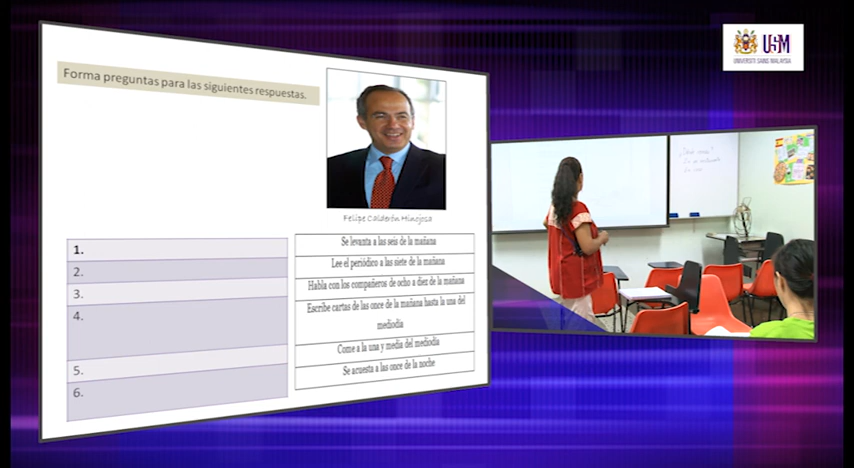 USM
UNIVERSITI SAINS MALAYSIA
Forma preguntas para las siguientes respuestas.
Felipe Calderón Hinojosa
1.
2.
3.
4.
5.
6.
Se levanta a las seis de la mañana
Lee el periódico a las siete de la mañana
Habla con los compañeros de ocho a diez de la mañana
Escribe cartas de las once de la mañana hasta la una del
mediodia
Come a la una y media del mediodía
Se acuesta a las once de la noche